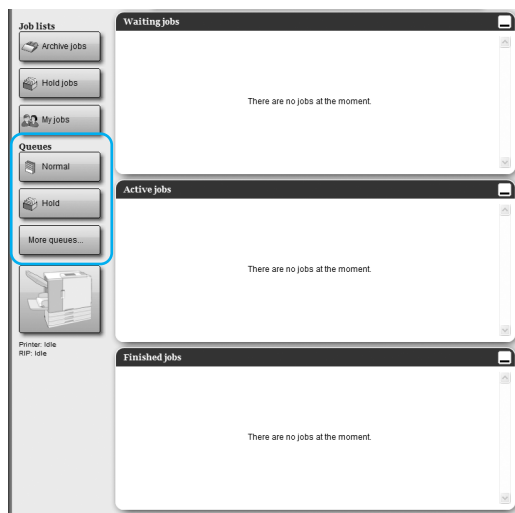 Job lists
Archive jobs
Hold jobs
My jobs
Queues
Normal
Hold
More queues...
Printer: Idle
RIP: Idle
Waiting jobs
There are no jobs at the moment.
Active jobs
There are no jobs at the moment.
Finished jobs
There are no jobs at the moment.